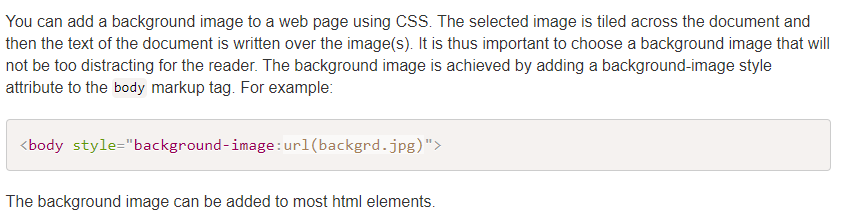 You can add a background image to a web page using CSS. The selected image is tiled across the document and
then the text of the document is written over the image(s). It is thus important to choose a background image that will
not be too distracting for the reader. The background image is achieved by adding a background-image style
attribute to the body markup tag. For example:
<body style="background-image:url(backgrd.jpg)">
The background image can be added to most html elements.